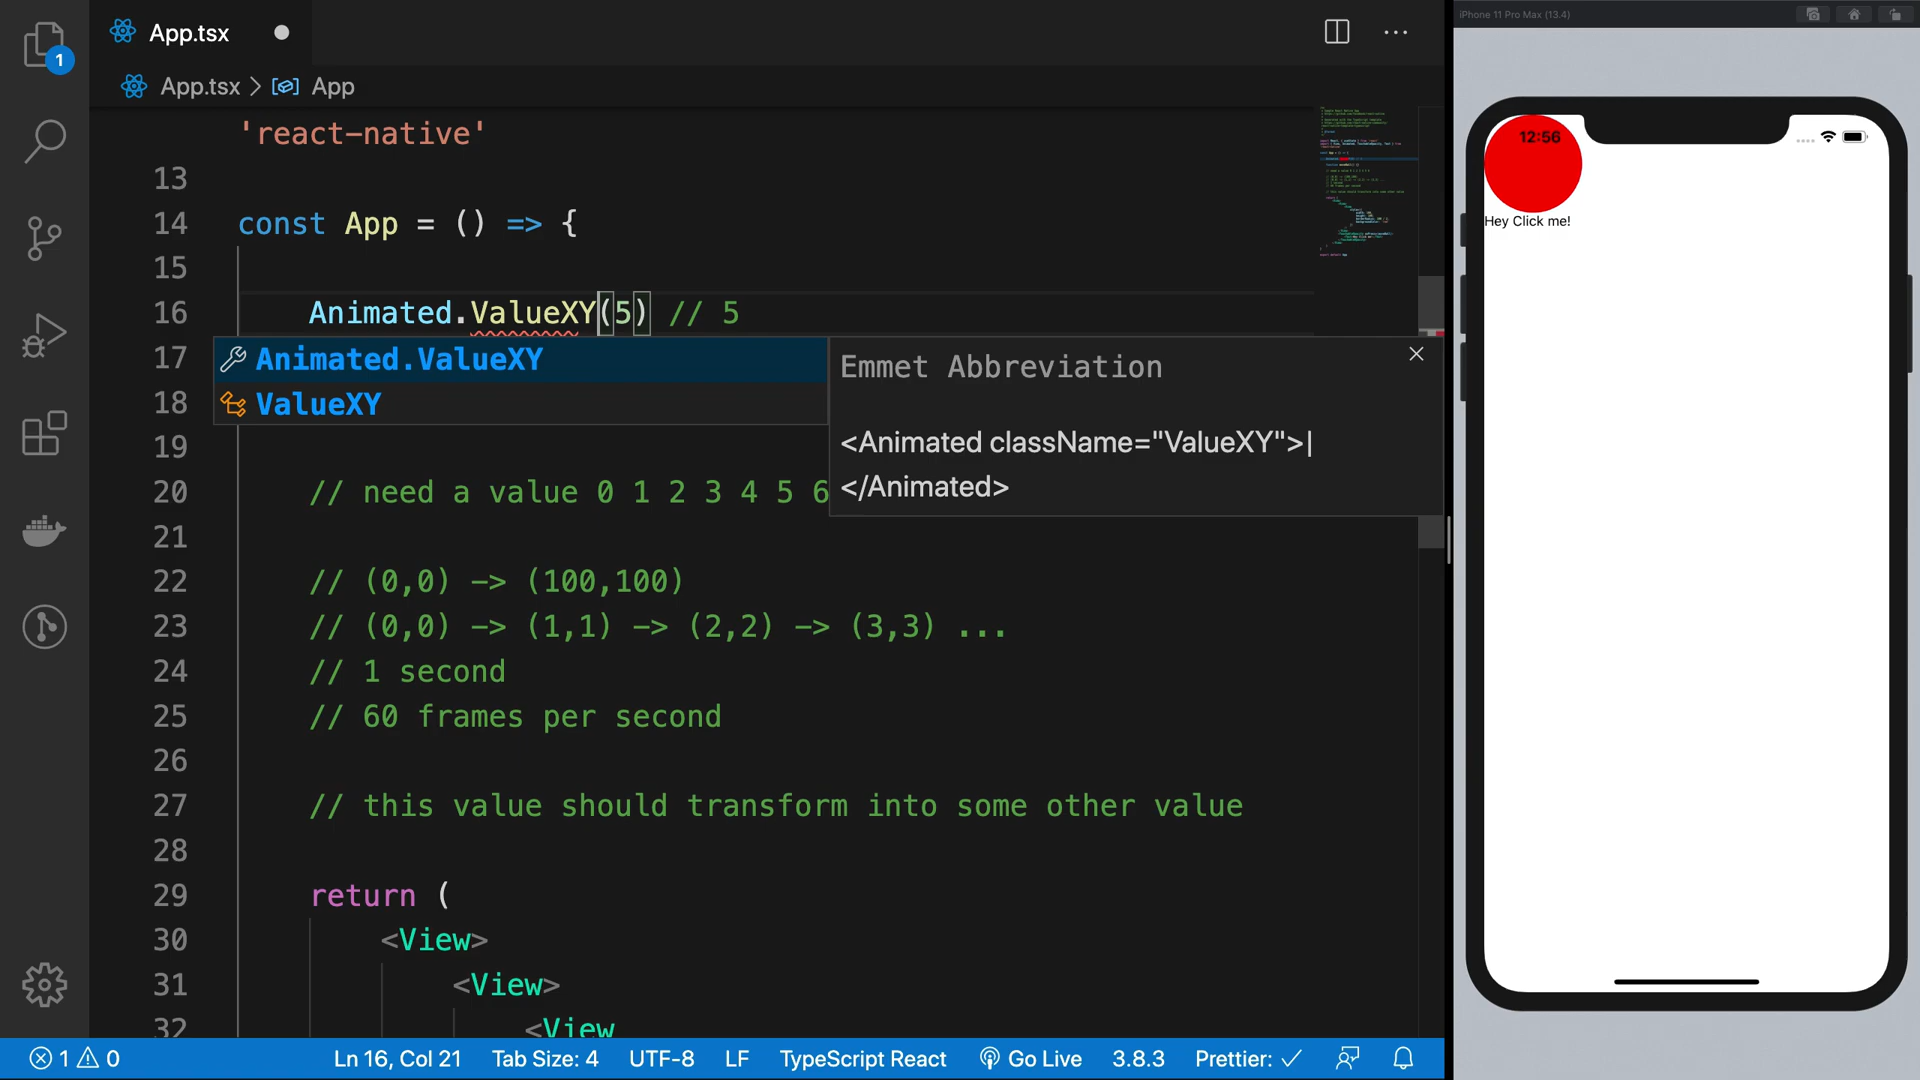 App.tsx
iPhone 11 Pro Max (13.4)
1
App.tsx > App
'react-native'
13
14 const App = () => {
15
16 Animated.ValueXY(5) // 5
17
18
19
20 // need a value 0 1 2 3 4 5 6
21
22 // (0,0) -> (100,100)
23 // (0,0) -> (1,1) -> (2,2) -> (3,3) ...
24 // 1 second
25 // 60 frames per second
26
27 // this value should transform into some other value
28
29 return (
30 <View>
31 <View>
32 <View
Animated.ValueXY
ValueXY
Emmet Abbreviation
<Animated className="ValueXY">|
</Animated>
12:56
Hey Click me!
1 0 Ln 16, Col 21 Tab Size: 4 UTF-8 LF TypeScript React Go Live 3.8.3 Prettier: ✓